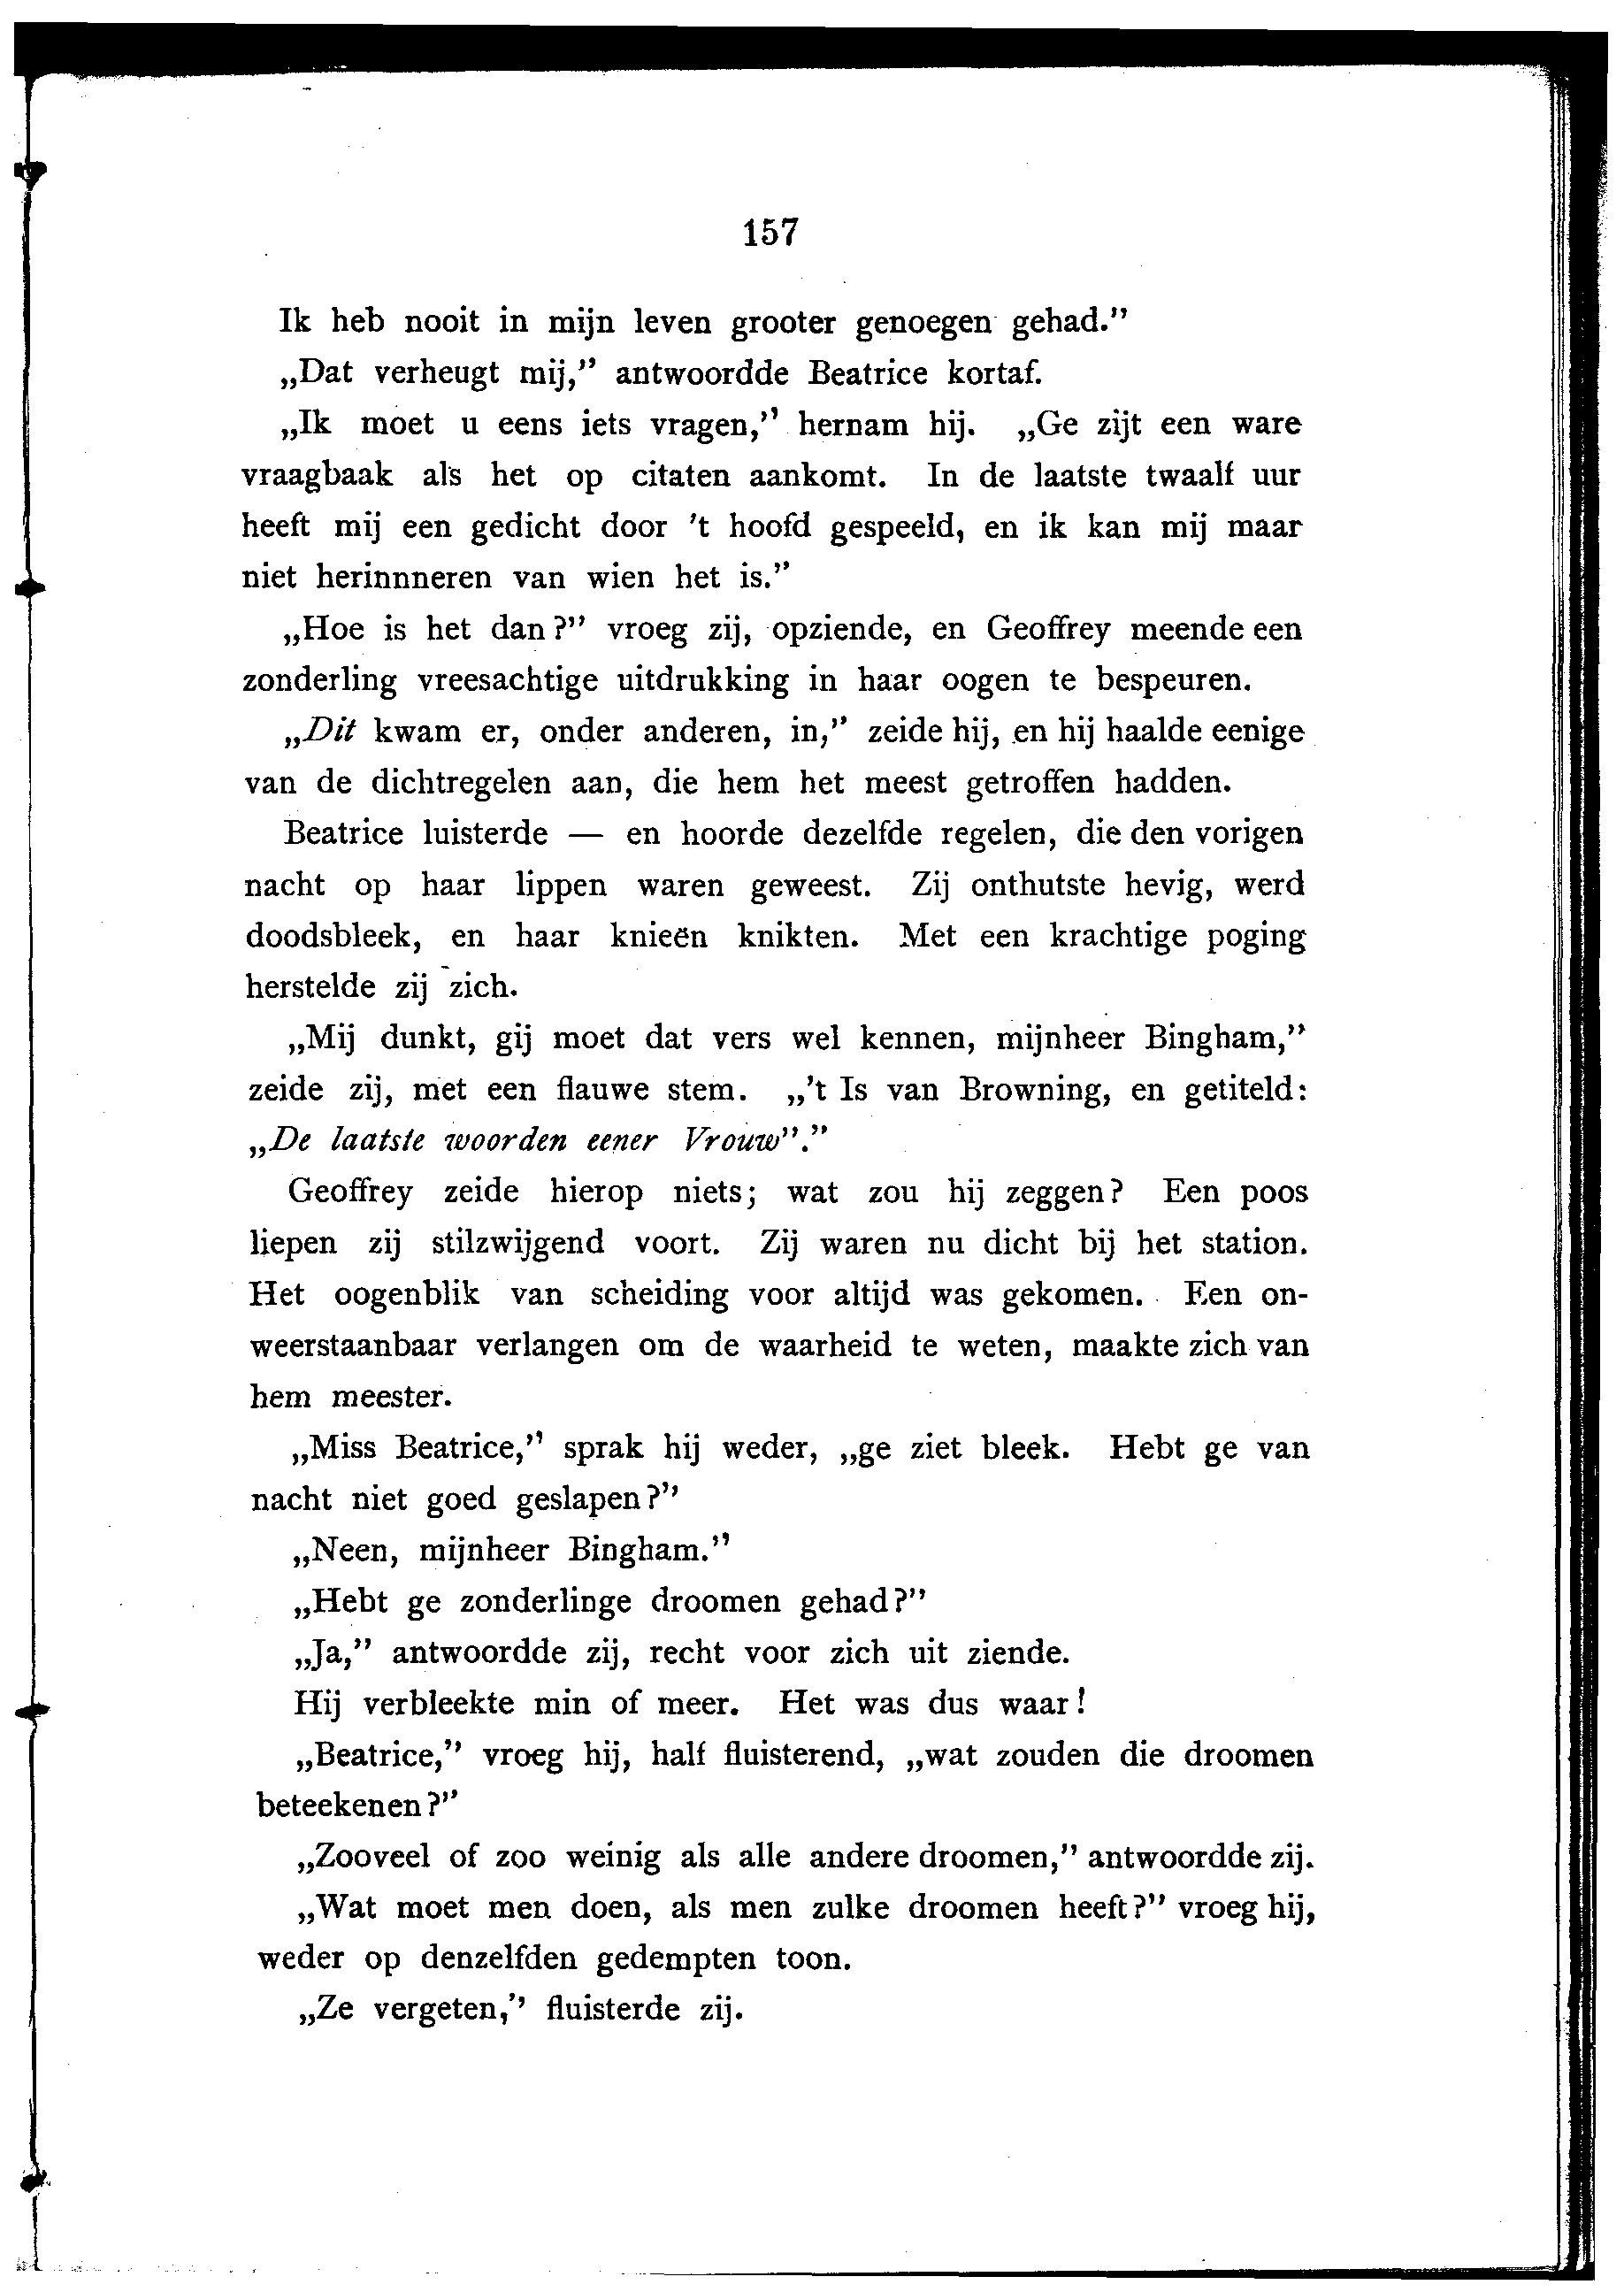 157
Ik heb nooit in mijn leven grooter genoegen gehad.”
„Dat verheugt mij,” antwoordde Beatrice kortaf.
„Ik moet u eens iets vragen,” hernam hij. „Ge zijt een ware
vraagbaak als het op citaten aankomt. In de laatste twaalf uur
heeft mij een gedicht door ’t hoofd gespeeld, en ik kan mij maar
niet herinnneren van wien het is.”
„Hoe is het dan?” vroeg zij, opziende, en Geoffrey meende een
zonderling vreesachtige uitdrukking in haar oogen te bespeuren.
„Dit kwam er, onder anderen, in,” zeide hij, en hij haalde eenige
van de dichtregelen aan, die hem het meest getroffen hadden.
Beatrice luisterde — en hoorde dezelfde regelen, die den vorigen
nacht op haar lippen waren geweest. Zij onthutste hevig, werd
doodsbleek, en haar knieën knikten. Met een krachtige poging
herstelde zij zich.
„Mij dunkt, gij moet dat vers wel kennen, mijnheer Bingham,”
zeide zij, met een flauwe stem. „’t Is van Browning, en getiteld:
„De laatste woorden eener Vrouw”.”
Geoffrey zeide hierop niets; wat zou hij zeggen? Een poos
liepen zij stilzwijgend voort. Zij waren nu dicht bij het station.
Het oogenblik van scheiding voor altijd was gekomen. Een on-
weerstaanbaar verlangen om de waarheid te weten, maakte zich van
hem meester.
„Miss Beatrice,” sprak hij weder, „ge ziet bleek. Hebt ge van
nacht niet goed geslapen?”
„Neen, mijnheer Bingham.”
„Hebt ge zonderlinge droomen gehad?”
„Ja,” antwoordde zij, recht voor zich uit ziende.
Hij verbleekte min of meer. Het was dus waar!
„Beatrice,” vroeg hij, half fluisterend, „wat zouden die droomen
beteekenen?”
„Zooveel of zoo weinig als alle andere droomen,” antwoordde zij.
„Wat moet men doen, als men zulke droomen heeft?” vroeg hij,
weder op denzelfden gedempten toon.
„Ze vergeten,” fluisterde zij.